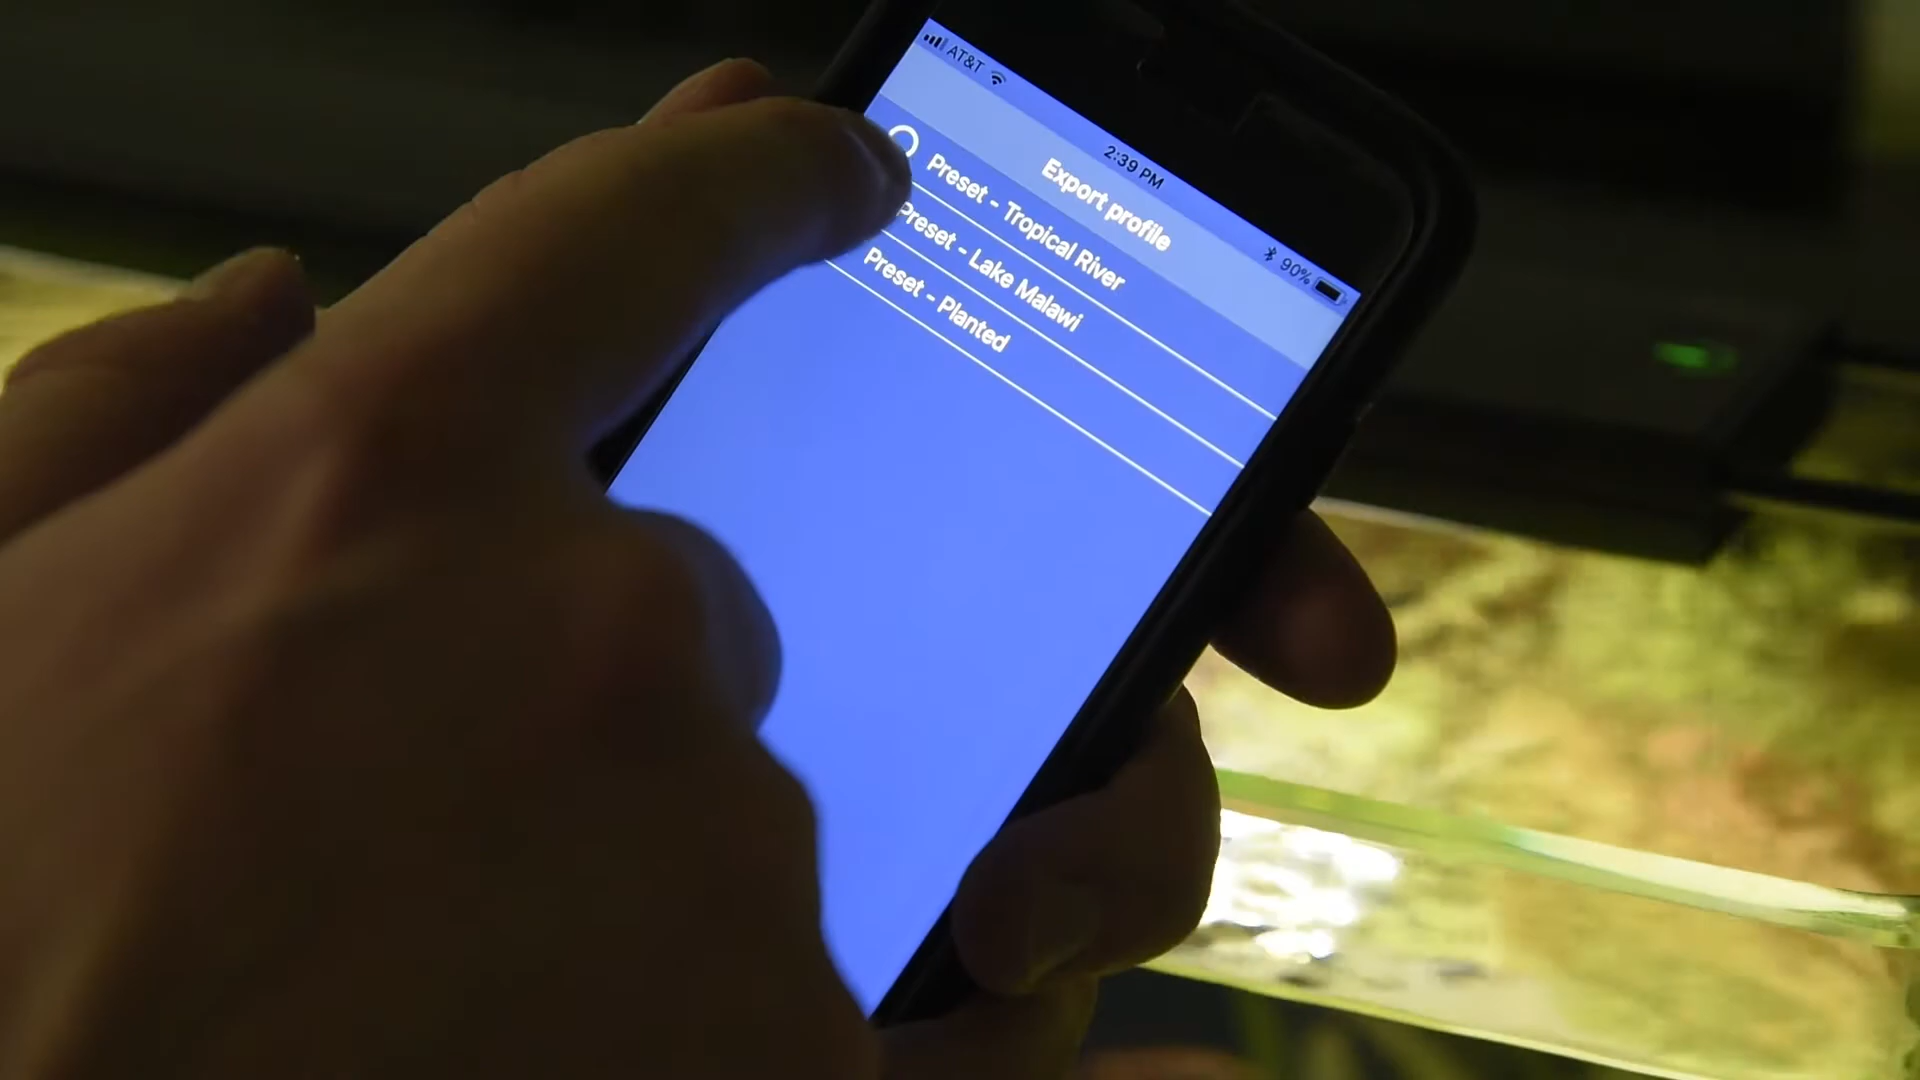 AT&T 2:39 PM 90%
Export profile
Preset - Tropical River
Preset - Lake Malawi
Preset - Planted